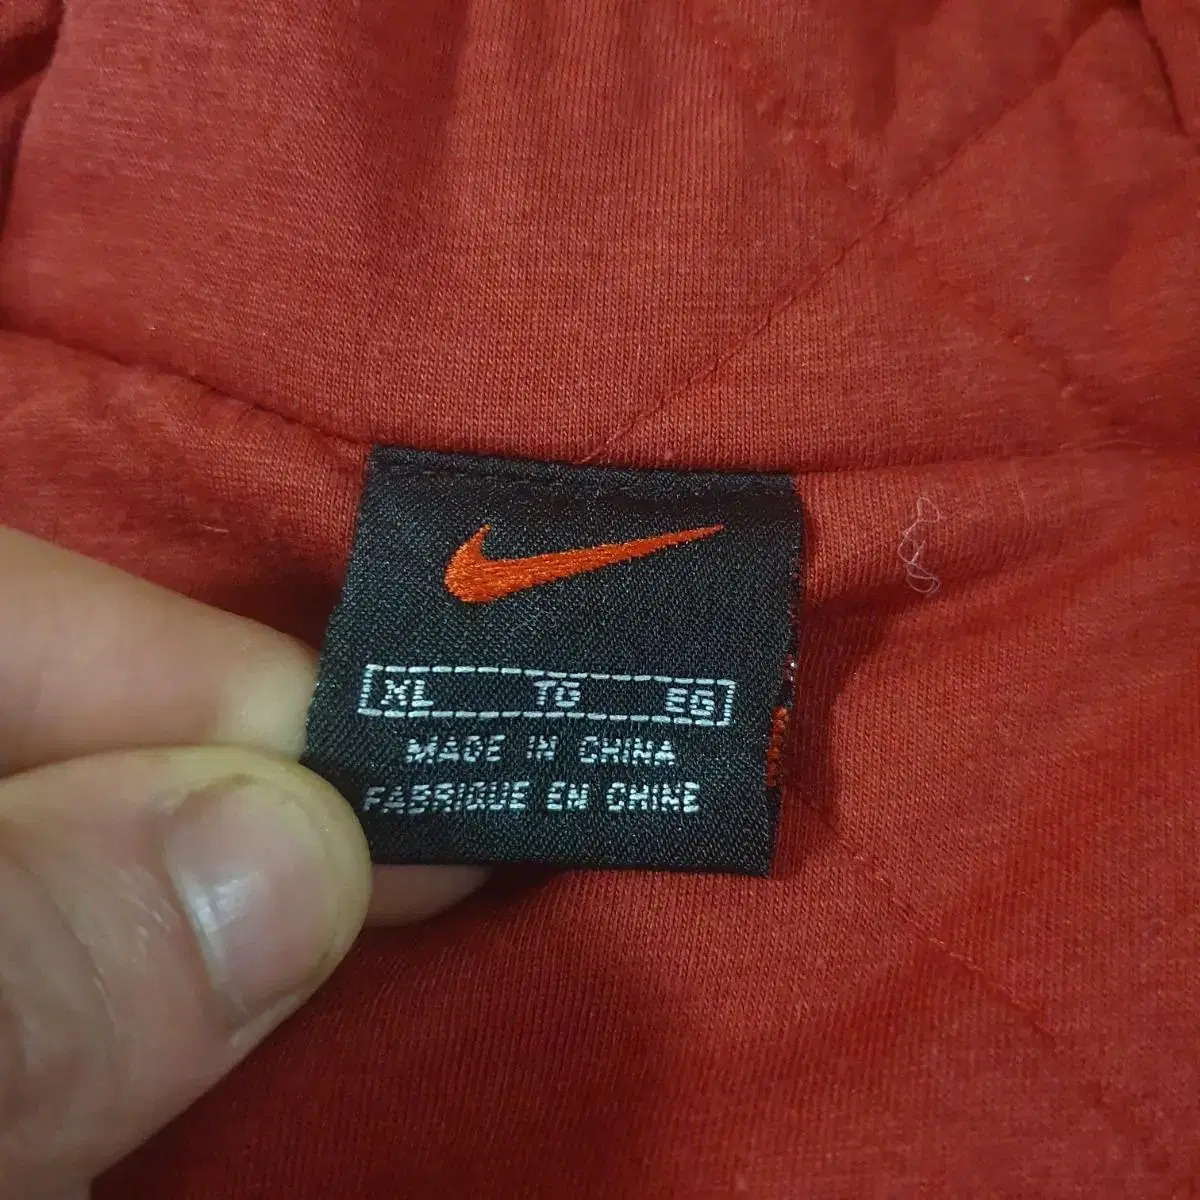 XL TG EG
MADE IN CHINA
FABRIQUE EN CHINE